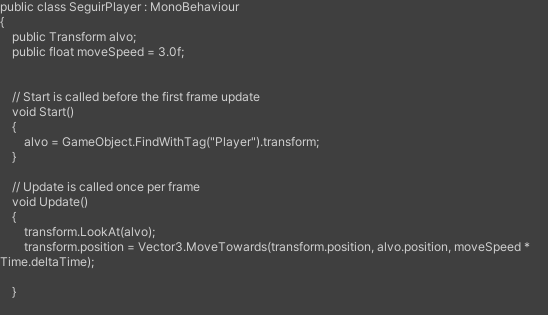 public class SeguirPlayer : MonoBehaviour
{
    public Transform alvo;
    public float moveSpeed = 3.0f;
    // Start is called before the first frame update
    void Start()
    {
        alvo = GameObject.FindWithTag("Player").transform;
    }
    // Update is called once per frame
    void Update()
    {
        transform.LookAt(alvo);
        transform.position = Vector3.MoveTowards(transform.position, alvo.position, moveSpeed *
Time.deltaTime);
    }